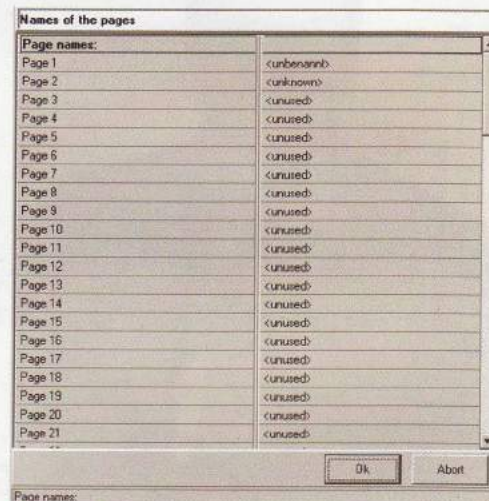 Names of the pages
Page names:
Page 1 <unbenannt>
Page 2 <unknown>
Page 3 <unused>
Page 4 <unused>
Page 5 <unused>
Page 6 <unused>
Page 7 <unused>
Page 8 <unused>
Page 9 <unused>
Page 10 <unused>
Page 11 <unused>
Page 12 <unused>
Page 13 <unused>
Page 14 <unused>
Page 15 <unused>
Page 16 <unused>
Page 17 <unused>
Page 18 <unused>
Page 19 <unused>
Page 20 <unused>
Page 21 <unused>
Ok Abort
Page names: